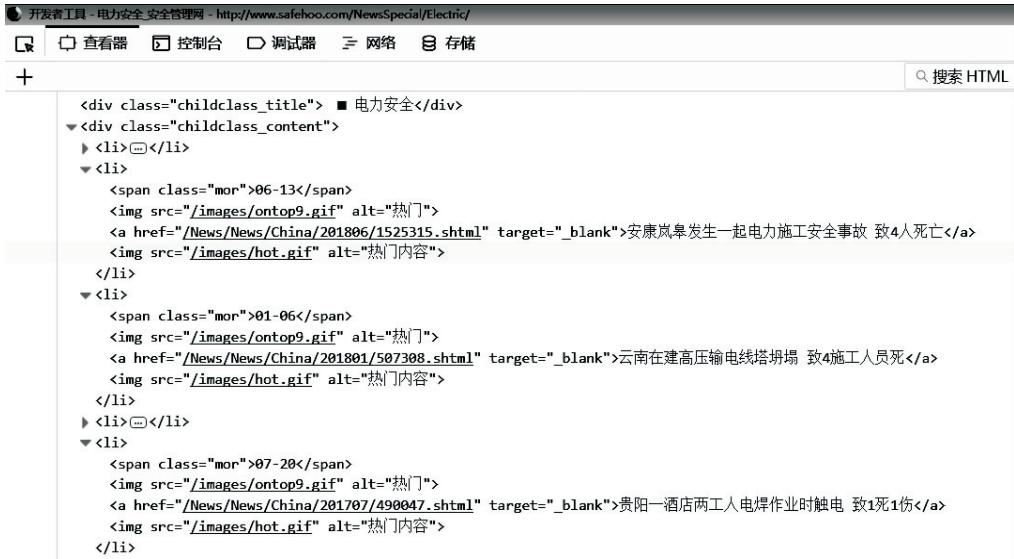 开发者工具 - 电力安全_安全管理网 - http://www.safehoo.com/NewsSpecial/Electric/
查看器 控制台 调试器 网络 存储
+ 搜索 HTML
<div class="childclass_title"> ■ 电力安全</div>
<div class="childclass_content">
<li>…</li>
<li>
<span class="mor">06-13</span>
<img src="/images/ontop9.gif" alt="热门">
<a href="/News/News/China/201806/1525315.shtml" target="_blank">安康岚皋发生一起电力施工安全事故 致4人死亡</a>
<img src="/images/hot.gif" alt="热门内容">
</li>
<li>
<span class="mor">01-06</span>
<img src="/images/ontop9.gif" alt="热门">
<a href="/News/News/China/201801/507308.shtml" target="_blank">云南在建高压输电线塔坍塌 致4施工人员死</a>
<img src="/images/hot.gif" alt="热门内容">
</li>
<li>…</li>
<li>
<span class="mor">07-20</span>
<img src="/images/ontop9.gif" alt="热门">
<a href="/News/News/China/201707/490047.shtml" target="_blank">贵阳一酒店两工人电焊作业时触电 致1死1伤</a>
<img src="/images/hot.gif" alt="热门内容">
</li>